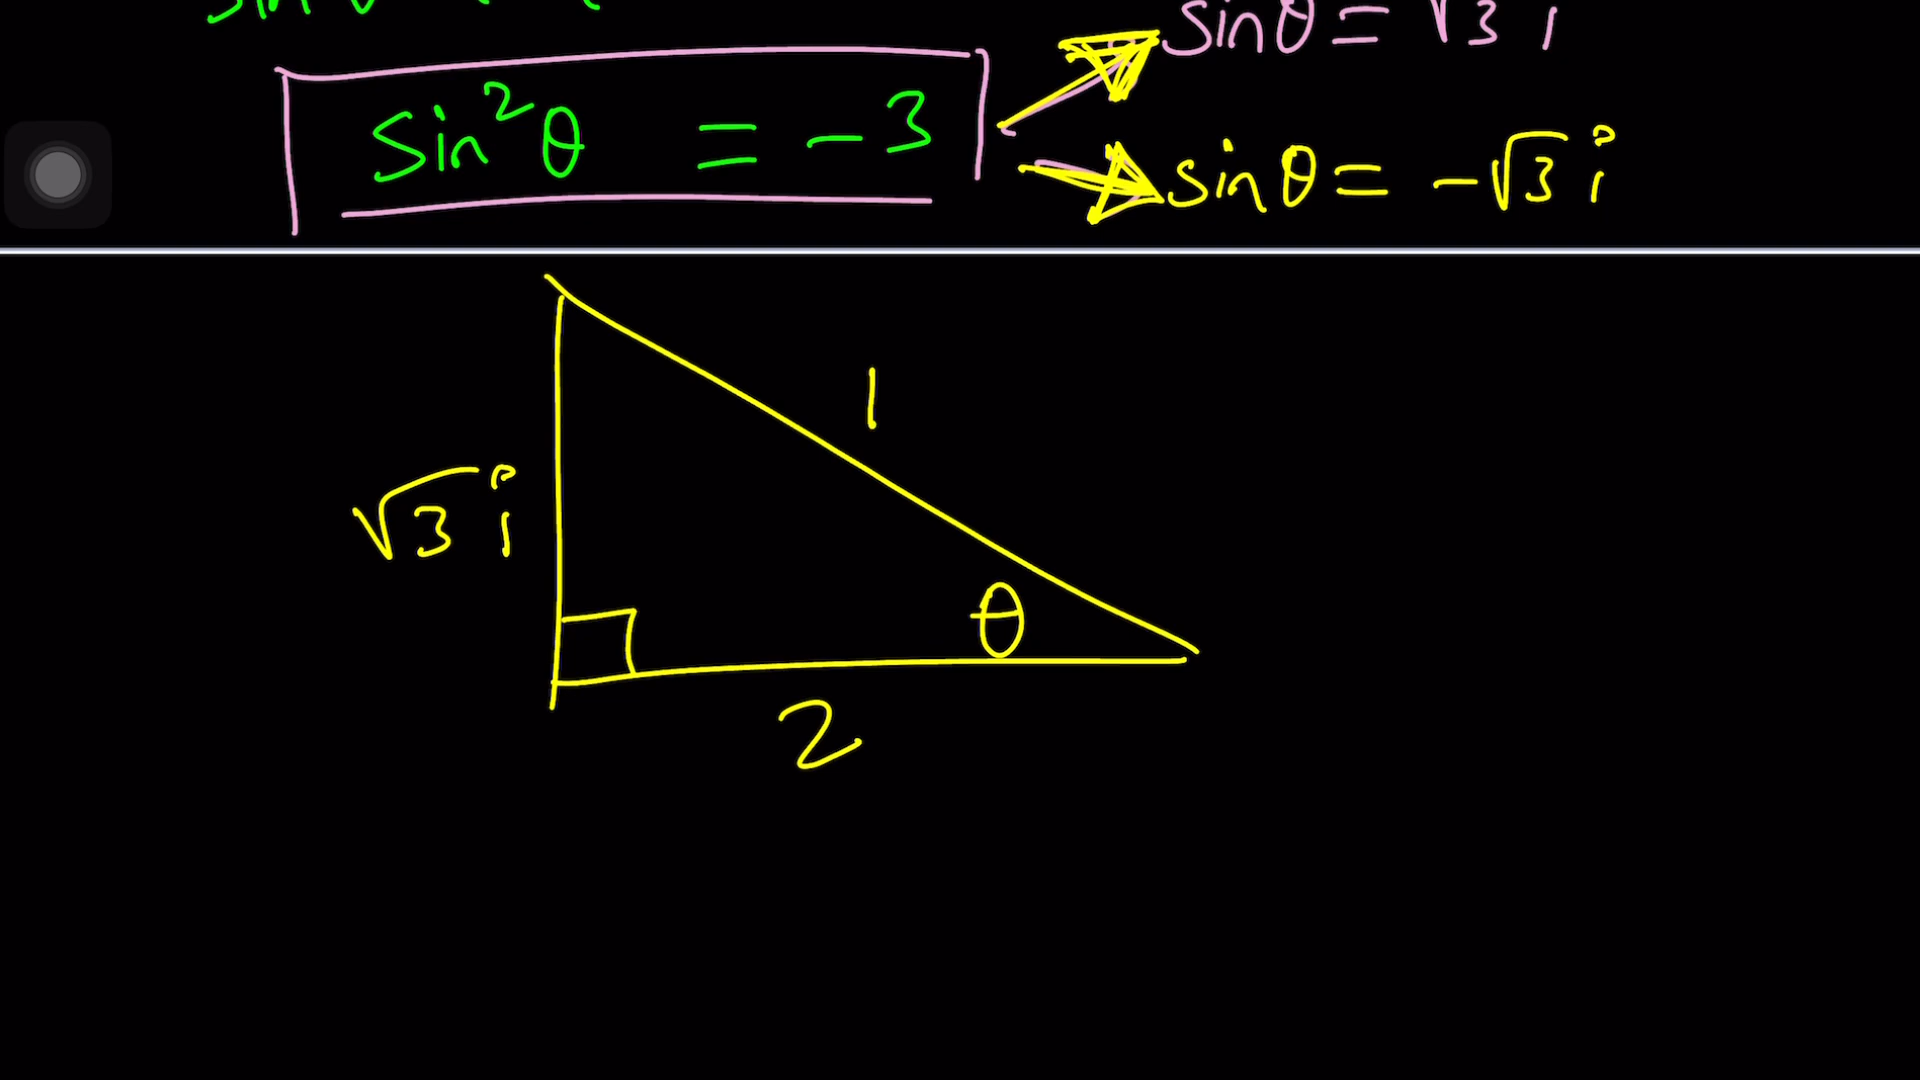 sinθ = √3 i
sin²θ = -3
sinθ = -√3 i
1
√3 i
θ
2